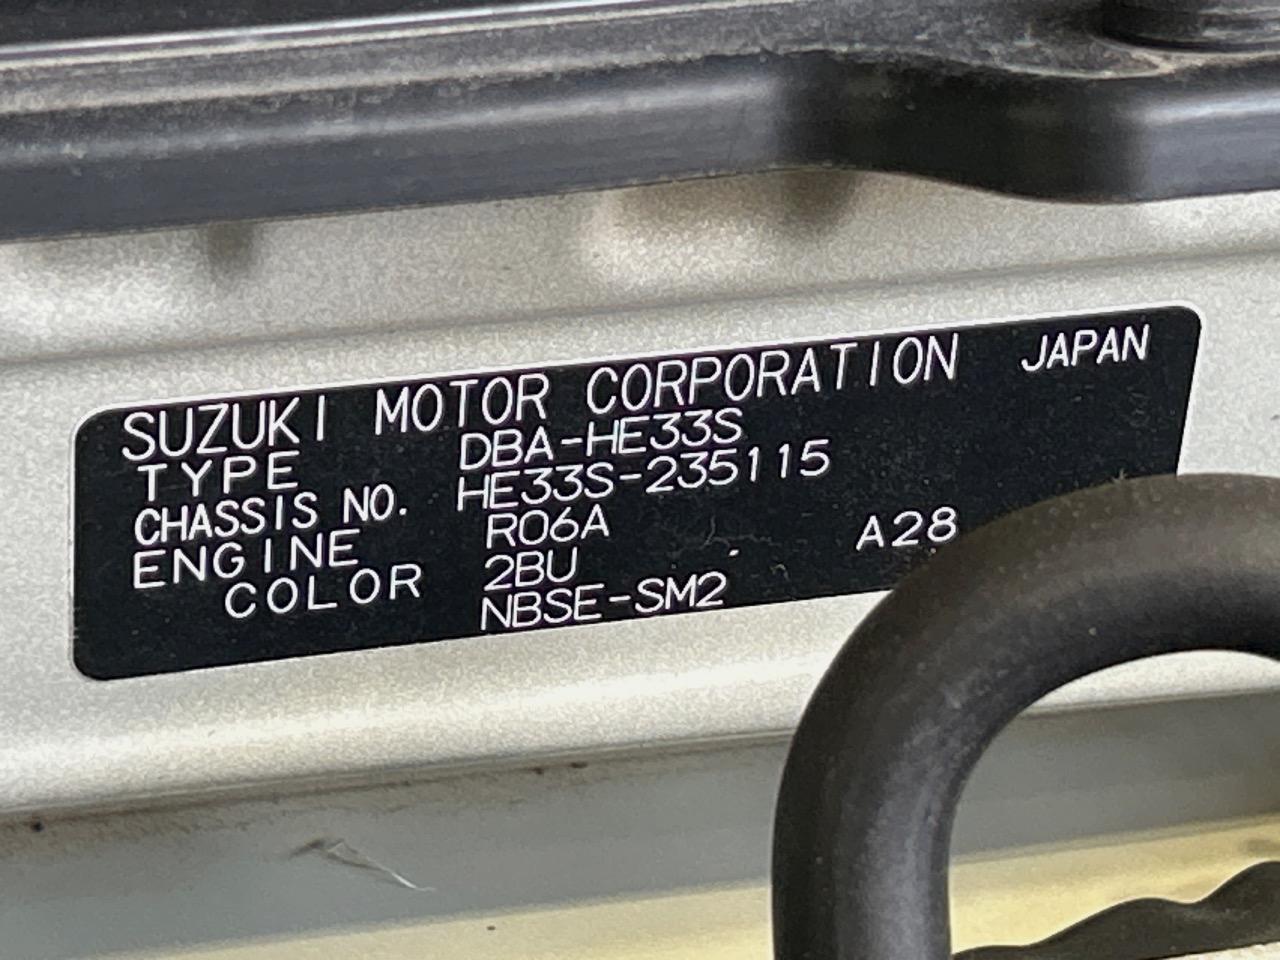 SUZUKI MOTOR CORPORATION JAPAN
TYPE DBA-HE33S
CHASSIS NO. HE33S-235115
ENGINE R06A
COLOR 2BU A28
NBSE-SM2